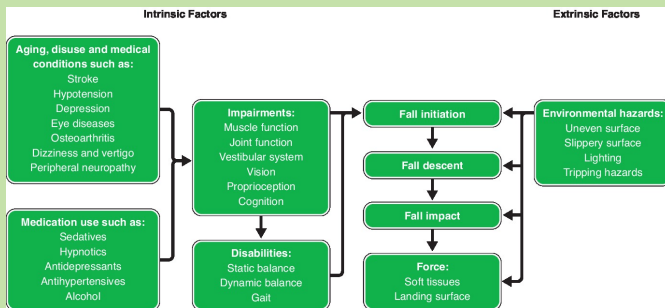 Intrinsic Factors
Extrinsic Factors
Aging, disuse and medical
conditions such as:
Stroke
Hypotension
Depression
Eye diseases
Osteoarthritis
Dizziness and vertigo
Peripheral neuropathy
Medication use such as:
Sedatives
Hypnotics
Antidepressants
Antihypertensives
Alcohol
Impairments:
Muscle function
Joint function
Vestibular system
Vision
Proprioception
Cognition
Disabilities:
Static balance
Dynamic balance
Gait
Fall initiation
Fall descent
Fall impact
Force:
Soft tissues
Landing surface
Environmental hazards:
Uneven surface
Slippery surface
Lighting
Tripping hazards